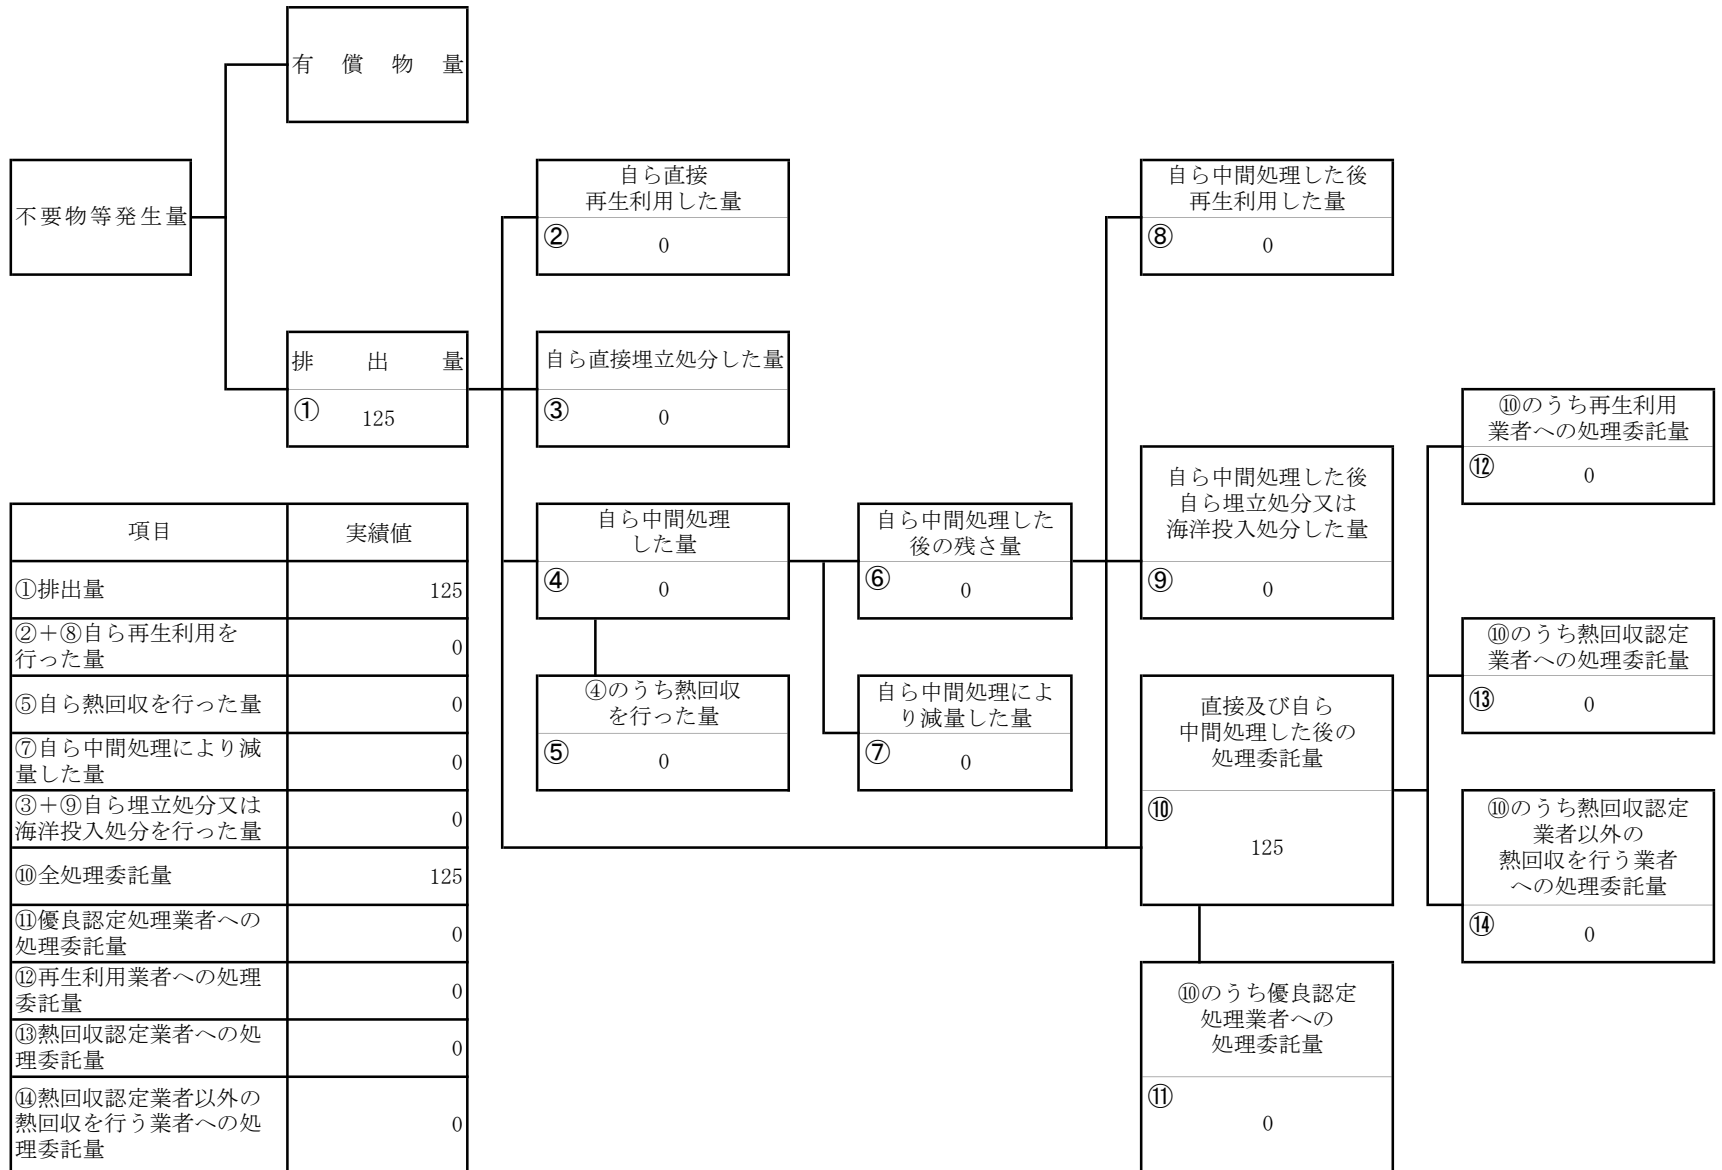 有償物量
不要物等発生量
排出量
① 125
自ら直接
再生利用した量
② 0
自ら直接埋立処分した量
③ 0
自ら中間処理
した量
④ 0
④のうち熱回収
を行った量
⑤ 0
自ら中間処理した
後の残さ量
⑥ 0
自ら中間処理によ
り減量した量
⑦ 0
自ら中間処理した後
再生利用した量
⑧ 0
自ら中間処理した後
自ら埋立処分又は
海洋投入処分した量
⑨ 0
直接及び自ら
中間処理した後の
処理委託量
⑩
125
⑩のうち優良認定
処理業者への
処理委託量
⑪
0
⑩のうち再生利用
業者への処理委託量
⑫ 0
⑩のうち熱回収認定
業者への処理委託量
⑬ 0
⑩のうち熱回収認定
業者以外の
熱回収を行う業者
への処理委託量
⑭ 0
項目 実績値
①排出量 125
②+⑧自ら再生利用を
行った量 0
⑤自ら熱回収を行った量 0
⑦自ら中間処理により減
量した量 0
③+⑨自ら埋立処分又は
海洋投入処分を行った量 0
⑩全処理委託量 125
⑪優良認定処理業者への
処理委託量 0
⑫再生利用業者への処理
委託量 0
⑬熱回収認定業者への処
理委託量 0
⑭熱回収認定業者以外の
熱回収を行う業者への処
理委託量 0